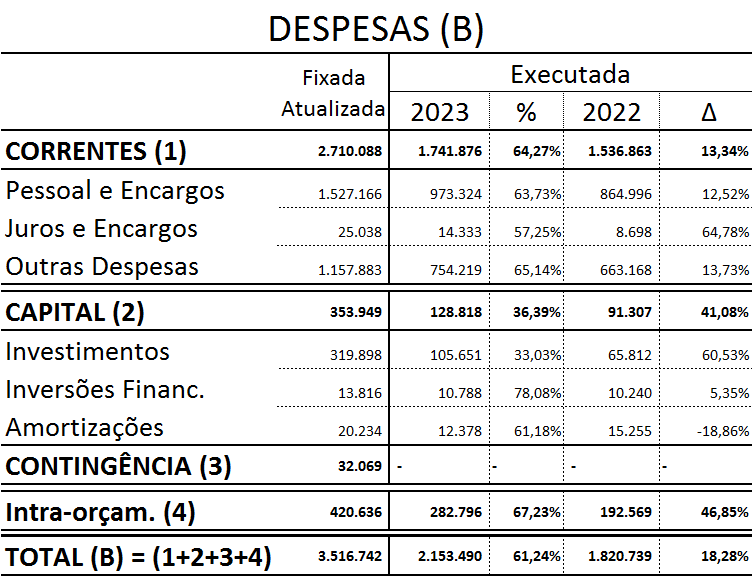 DESPESAS (B)
Fixada Atualizada Executada
2023 % 2022 Δ
CORRENTES (1) 2.710.088 1.741.876 64,27% 1.536.863 13,34%
Pessoal e Encargos 1.527.166 973.324 63,73% 864.996 12,52%
Juros e Encargos 25.038 14.333 57,25% 8.698 64,78%
Outras Despesas 1.157.883 754.219 65,14% 663.168 13,73%
CAPITAL (2) 353.949 128.818 36,39% 91.307 41,08%
Investimentos 319.898 105.651 33,03% 65.812 60,53%
Inversões Financ. 13.816 10.788 78,08% 10.240 5,35%
Amortizações 20.234 12.378 61,18% 15.255 -18,86%
CONTINGÊNCIA (3) 32.069 - - - -
Intra-orçam. (4) 420.636 282.796 67,23% 192.569 46,85%
TOTAL (B) = (1+2+3+4) 3.516.742 2.153.490 61,24% 1.820.739 18,28%